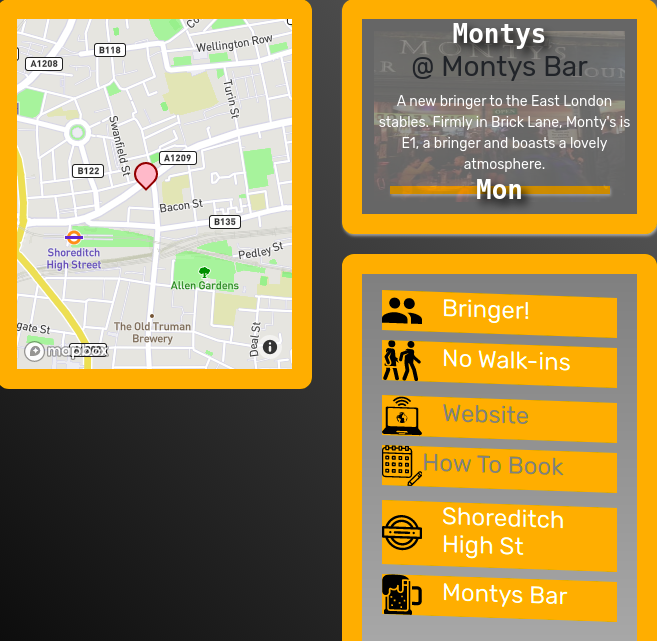 Wellington Row
B118
A1208
Turin St
Swanfield St
A1209
B122
Bacon St
B135
Shoreditch
High Street
Pedley St
Allen Gardens
The Old Truman
Brewery
gate St
Deal St
mapbox
Montys
@ Montys Bar
A new bringer to the East London
stables. Firmly in Brick Lane, Monty's is
E1, a bringer and boasts a lovely
atmosphere.
Mon
Bringer!
No Walk-ins
Website
How To Book
Shoreditch
High St
Montys Bar